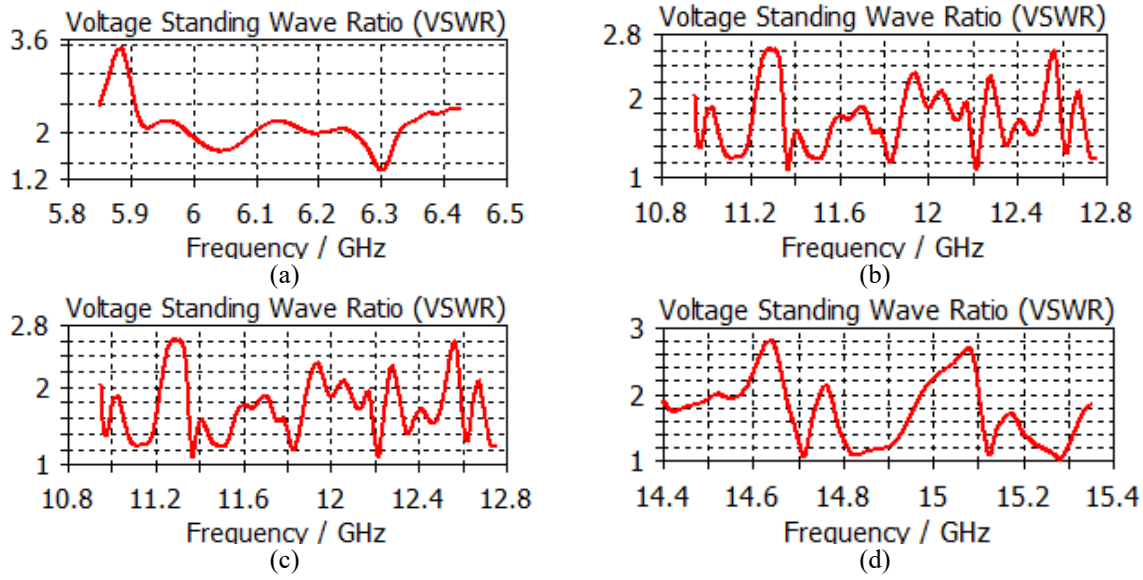 Voltage Standing Wave Ratio (VSWR)
3.6
2
1.2
5.8 5.9 6 6.1 6.2 6.3 6.4 6.5
Frequency / GHz
(a)
Voltage Standing Wave Ratio (VSWR)
2.8
2
1
10.8 11.2 11.6 12 12.4 12.8
Frequency / GHz
(b)
Voltage Standing Wave Ratio (VSWR)
2.8
2
1
10.8 11.2 11.6 12 12.4 12.8
Frequency / GHz
(c)
Voltage Standing Wave Ratio (VSWR)
3
2
1
14.4 14.6 14.8 15 15.2 15.4
Frequency / GHz
(d)